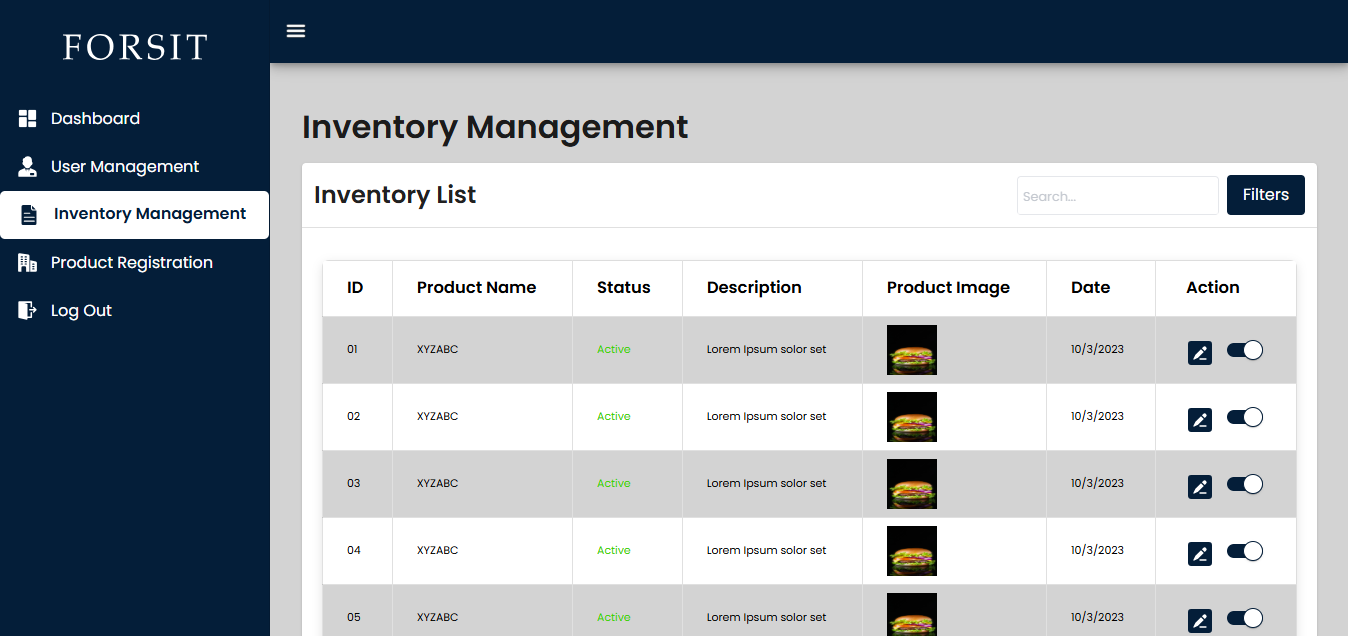 FORSIT
Dashboard
User Management
Inventory Management
Product Registration
Log Out
Inventory Management
Inventory List
Search...
Filters
ID Product Name Status Description Product Image Date Action
01 XYZABC Active Lorem Ipsum solor set 10/3/2023
02 XYZABC Active Lorem Ipsum solor set 10/3/2023
03 XYZABC Active Lorem Ipsum solor set 10/3/2023
04 XYZABC Active Lorem Ipsum solor set 10/3/2023
05 XYZABC Active Lorem Ipsum solor set 10/3/2023